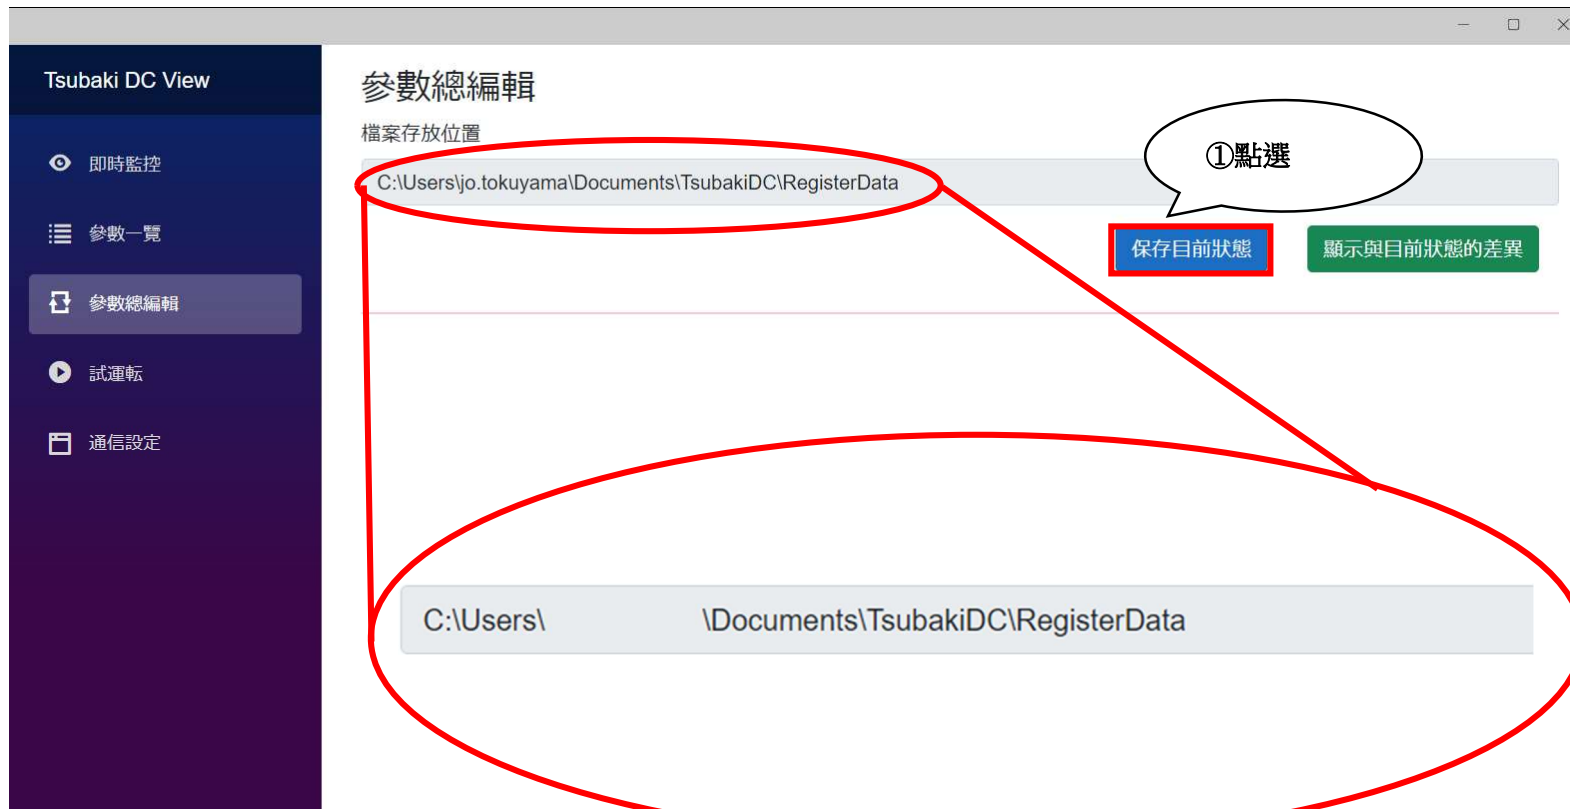 Tsubaki DC View
即時監控
參數一覽
參數總編輯
試運転
通信設定
參數總編輯
檔案存放位置
C:\Users\jo.tokuyama\Documents\TsubakiDC\RegisterData
①點選
保存目前狀態
顯示與目前狀態的差異
C:\Users\ \Documents\TsubakiDC\RegisterData